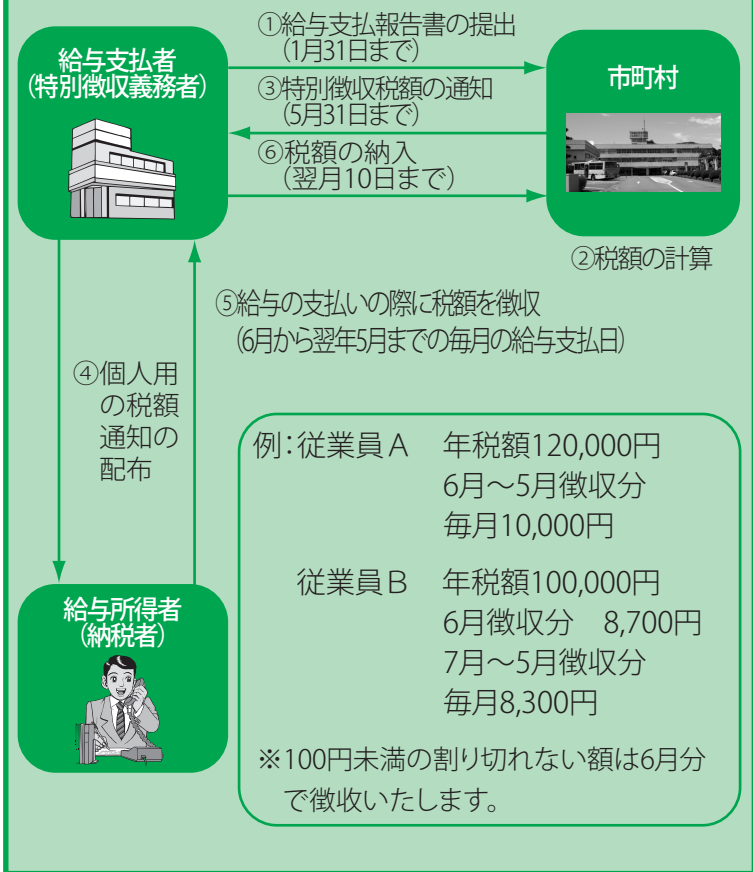 ①給与支払報告書の提出
(1月31日まで)
給与支払者
(特別徴収義務者)
市町村
③特別徴収税額の通知
(5月31日まで)
⑥税額の納入
(翌月10日まで)
②税額の計算
⑤給与の支払いの際に税額を徴収
(6月から翌年5月までの毎月の給与支払日)
④個人用
の税額
通知の
配布
例:従業員A 年税額120,000円
6月〜5月徴収分
毎月10,000円
従業員B 年税額100,000円
6月徴収分 8,700円
7月〜5月徴収分
毎月8,300円
※100円未満の割り切れない額は6月分
で徴収いたします。
給与所得者
(納税者)